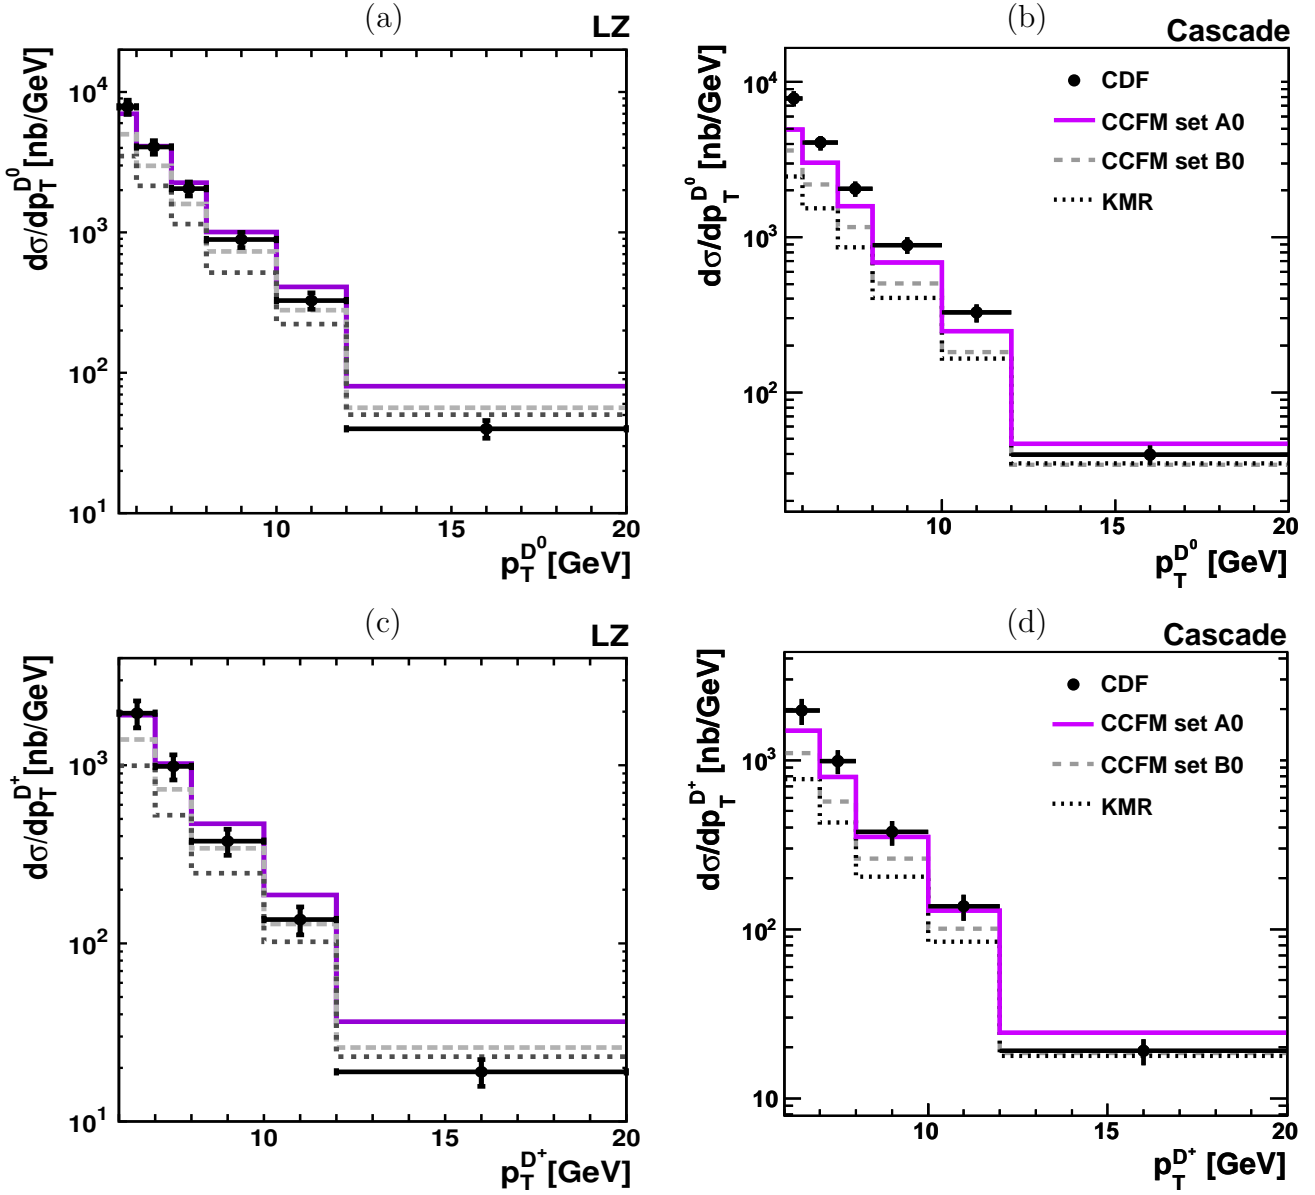 (a)
LZ
dσ/dp_T^{D^0} [nb/GeV]
10^4
10^3
10^2
10^1
10
15
20
p_T^{D^0} [GeV]
(b)
Cascade
dσ/dp_T^{D^0} [nb/GeV]
10^4
10^3
10^2
CDF
CCFM set A0
CCFM set B0
KMR
10
15
20
p_T^{D^0} [GeV]
(c)
LZ
dσ/dp_T^{D^+} [nb/GeV]
10^3
10^2
10^1
10
15
20
p_T^{D^+} [GeV]
(d)
Cascade
dσ/dp_T^{D^+} [nb/GeV]
10^3
10^2
10
CDF
CCFM set A0
CCFM set B0
KMR
10
15
20
p_T^{D^+} [GeV]